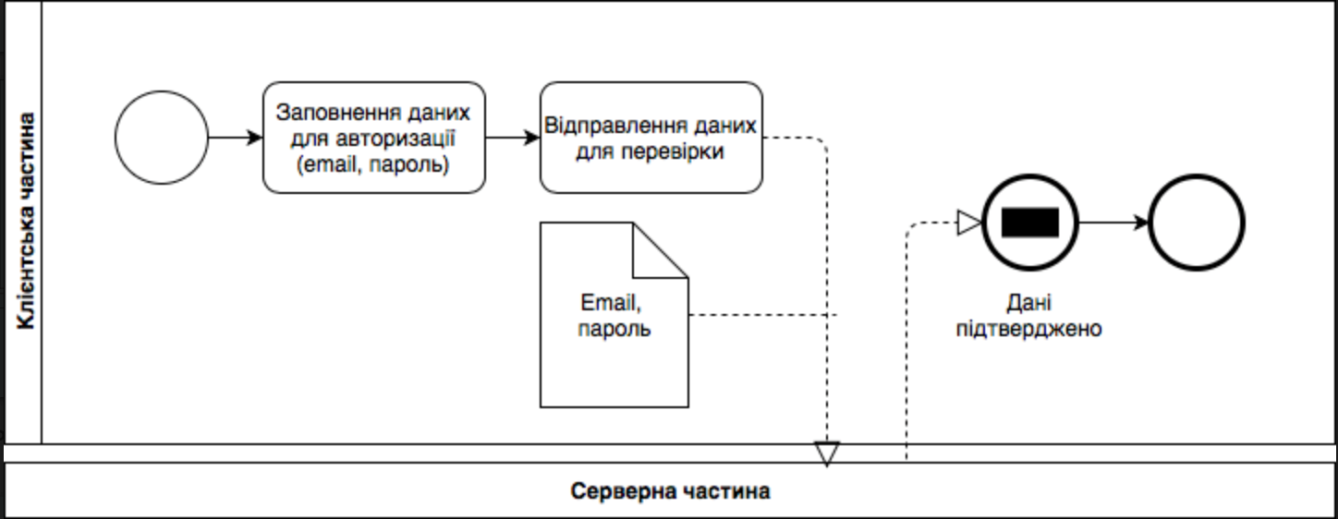 Клієнтська частина
Заповнення даних
для авторизації
(email, пароль)
Відправлення даних
для перевірки
Email,
пароль
Дані
підтверджено
Серверна частина